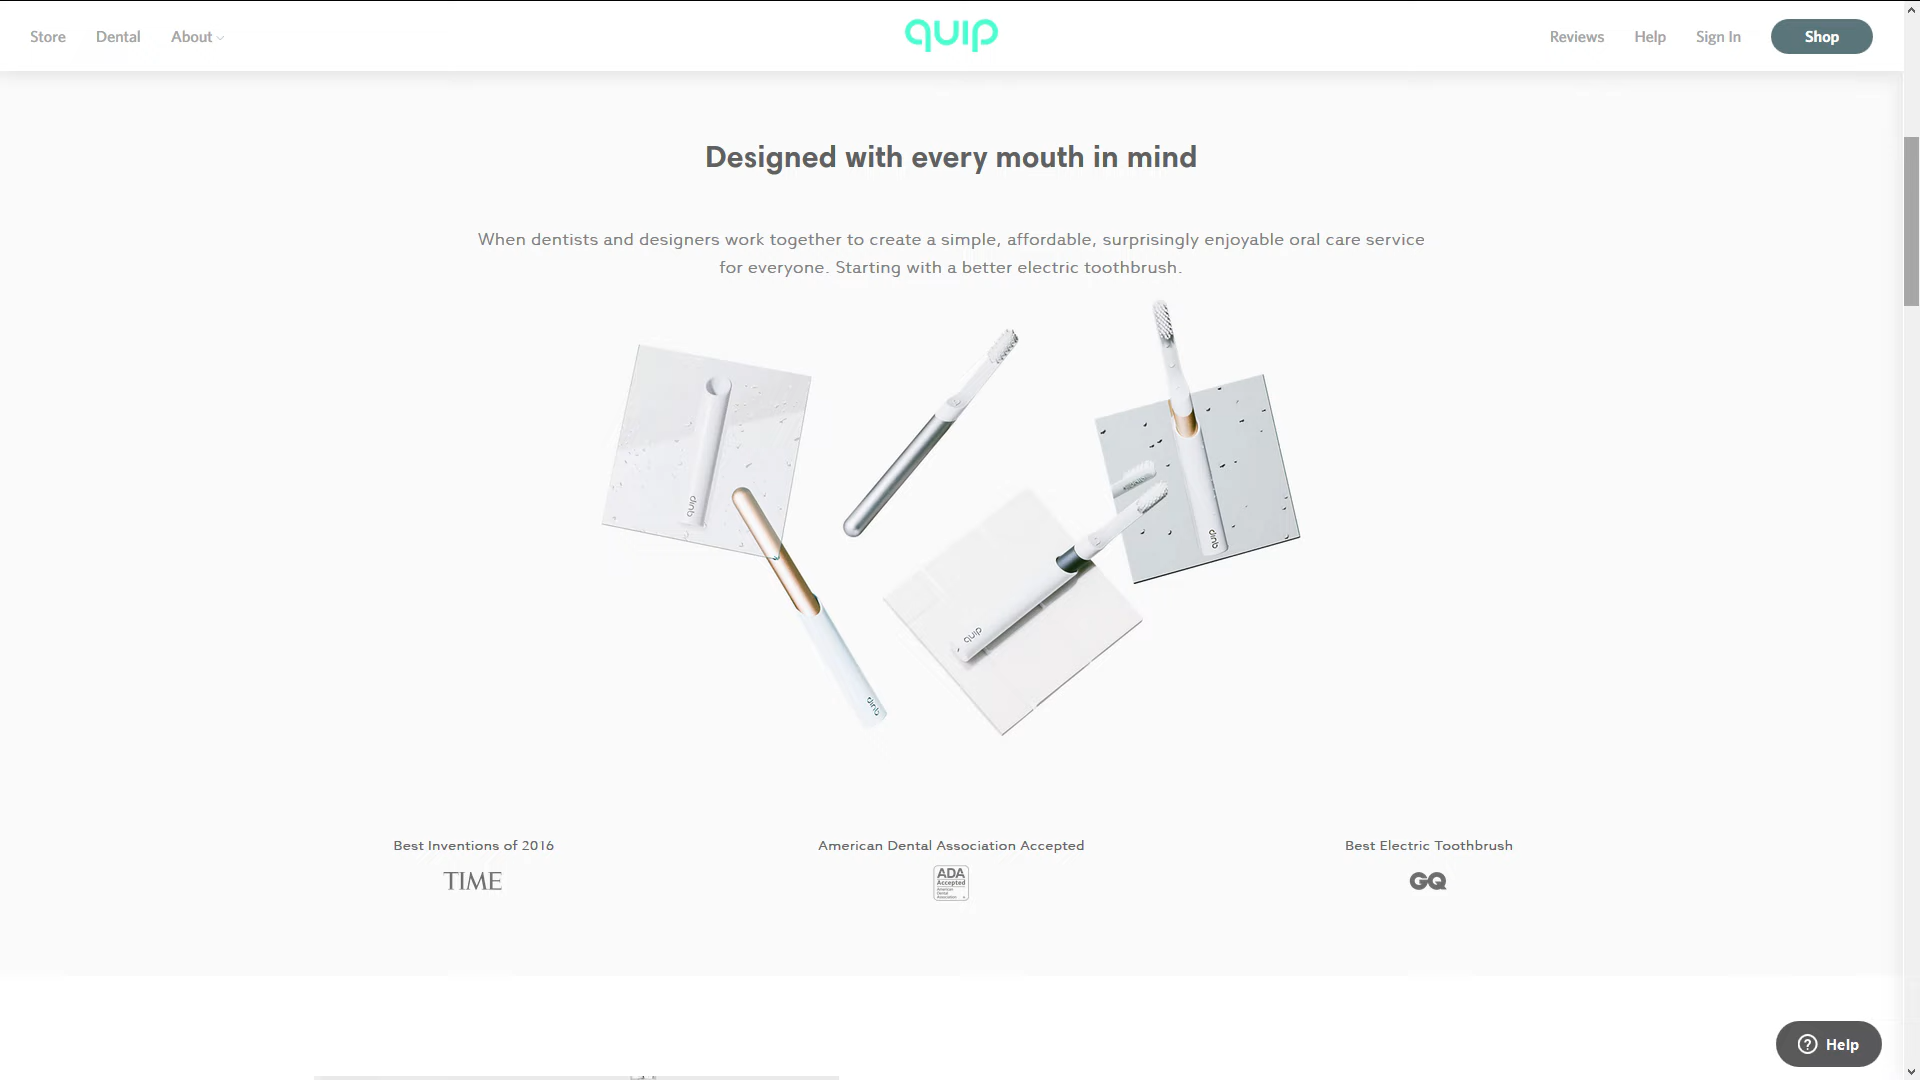 Store Dental About quip Reviews Help Sign In Shop
Designed with every mouth in mind
When dentists and designers work together to create a simple, affordable, surprisingly enjoyable oral care service
for everyone. Starting with a better electric toothbrush.
quip
quip
quip
quip
Best Inventions of 2016 American Dental Association Accepted Best Electric Toothbrush
TIME ADA GQ
Accepted
American
Dental
Association
Help